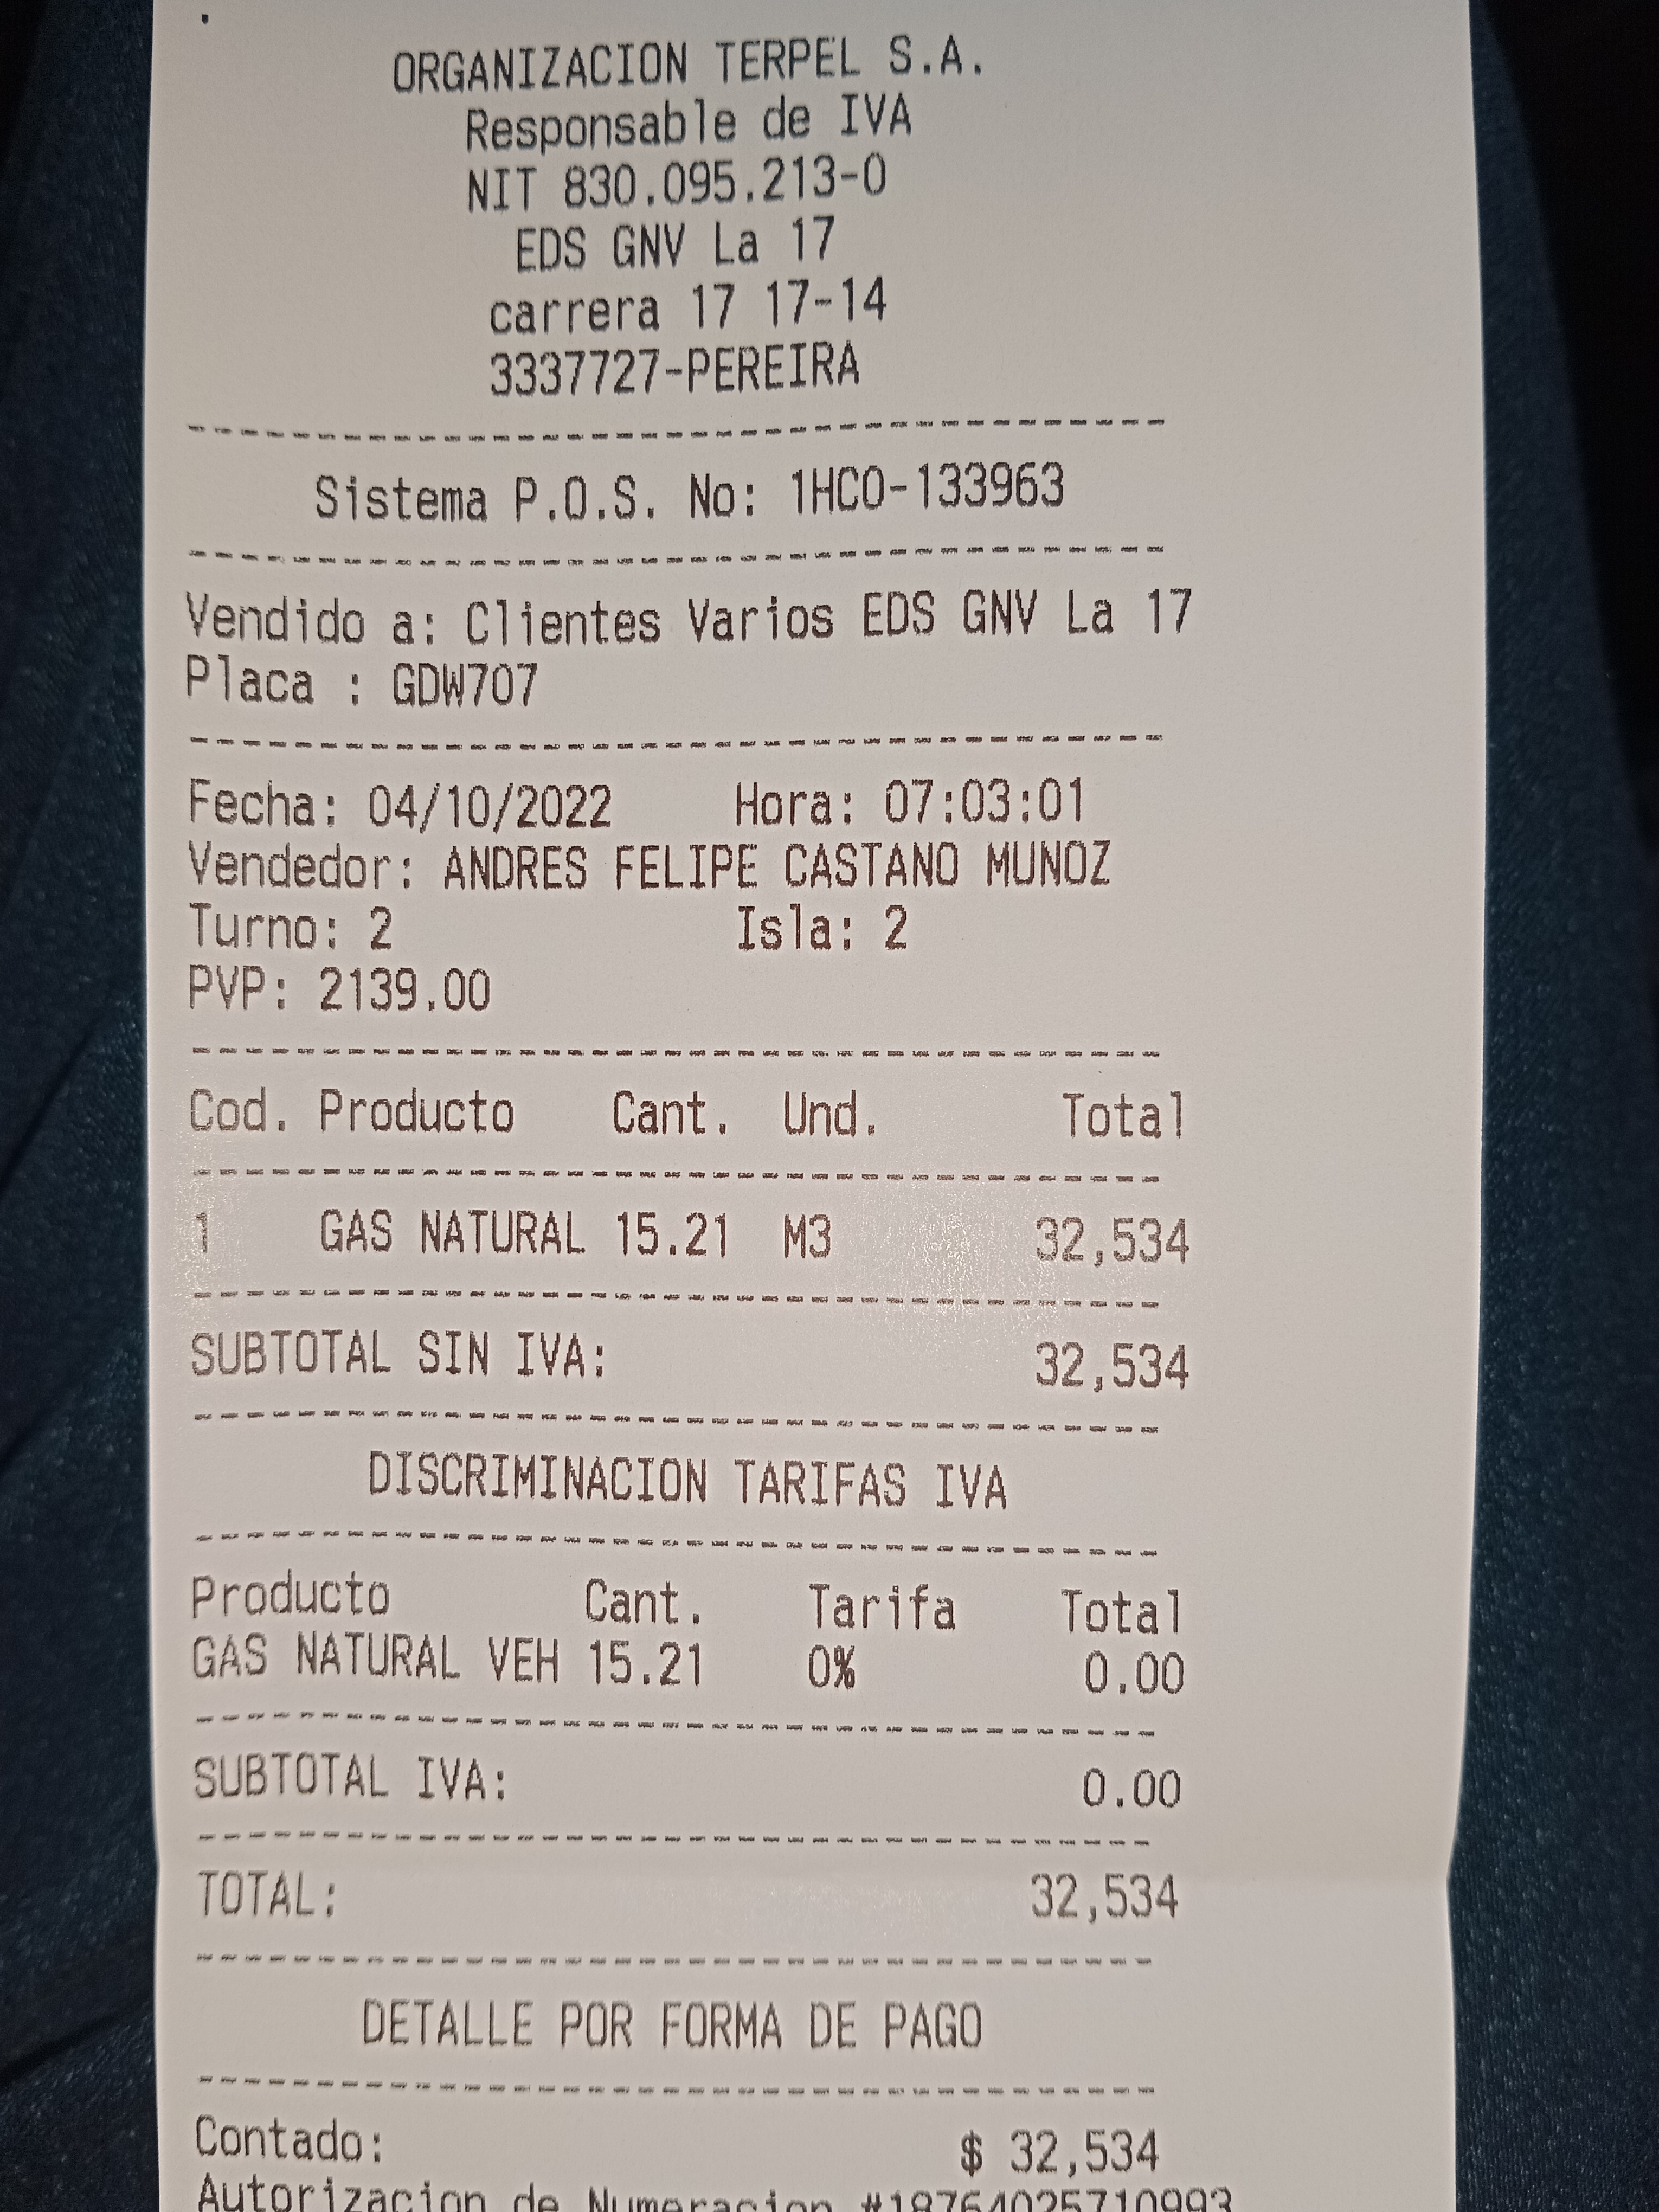 ORGANIZACION TERPEL S.A.
Responsable de IVA
NIT 830.095.213-0
EDS GNV La 17
carrera 17 17-14
3337727-PEREIRA
Sistema P.O.S. No: 1HCO-133963
Vendido a: Clientes Varios EDS GNV La 17
Placa : GDW707
Fecha: 04/10/2022 Hora: 07:03:01
Vendedor: ANDRES FELIPE CASTANO MUNOZ
Turno: 2 Isla: 2
PVP: 2139.00
Cod. Producto Cant. Und. Total
1 GAS NATURAL 15.21 M3 32,534
SUBTOTAL SIN IVA: 32,534
DISCRIMINACION TARIFAS IVA
Producto Cant. Tarifa Total
GAS NATURAL VEH 15.21 0% 0.00
SUBTOTAL IVA: 0.00
TOTAL: 32,534
DETALLE POR FORMA DE PAGO
Contado: $ 32,534
Autorizacion de Numeracion #18764025710993